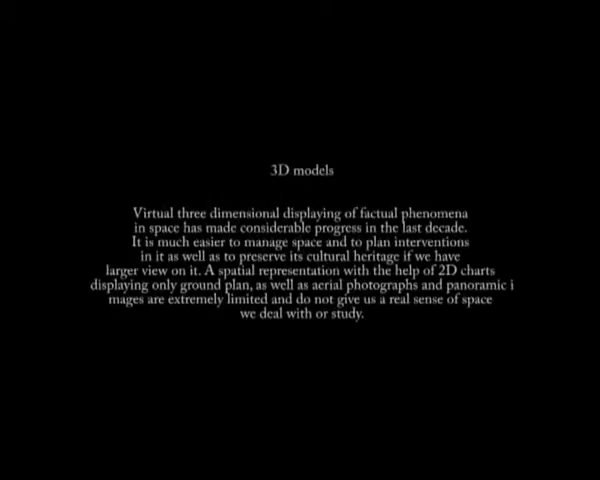 3D models
Virtual three dimensional displaying of factual phenomena
in space has made considerable progress in the last decade.
It is much easier to manage space and to plan interventions
in it as well as to preserve its cultural heritage if we have
larger view on it. A spatial representation with the help of 2D charts
displaying only ground plan, as well as aerial photographs and panoramic i
mages are extremely limited and do not give us a real sense of space
we deal with or study.